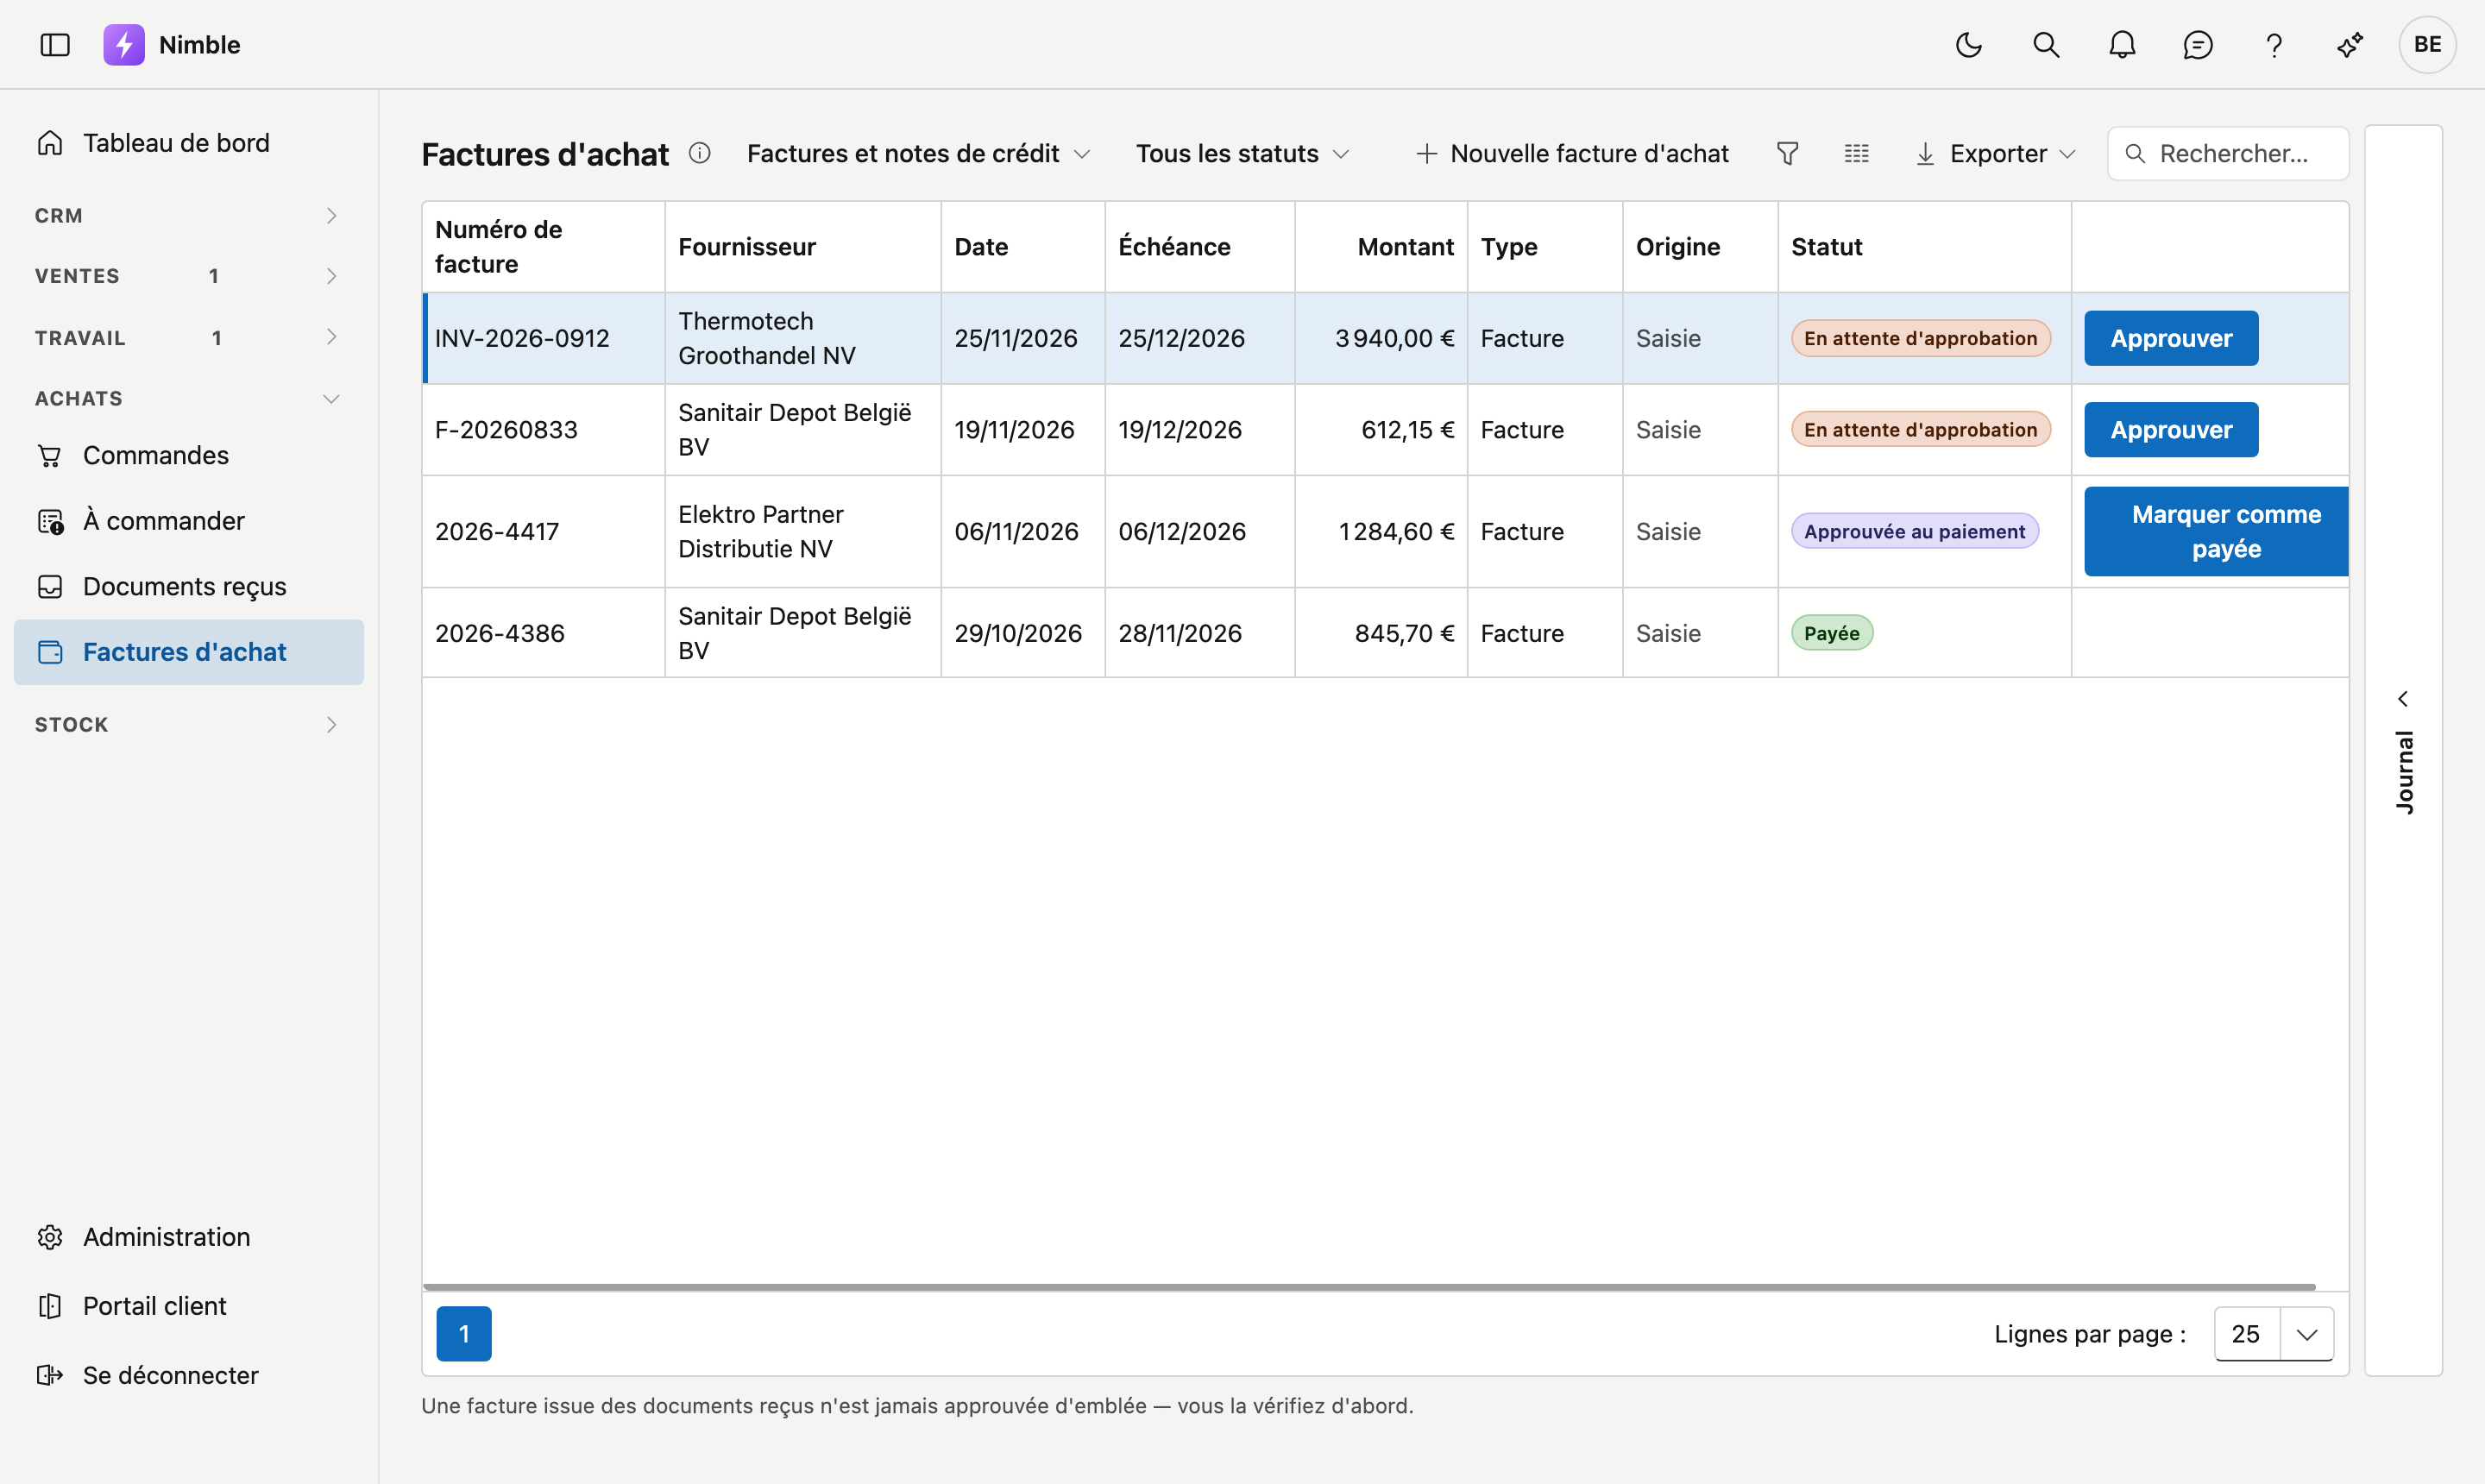 Nimble
BE
Tableau de bord
CRM
VENTES 1
TRAVAIL 1
ACHATS
Commandes
À commander
Documents reçus
Factures d'achat
STOCK
Administration
Portail client
Se déconnecter
Factures d'achat
Factures et notes de crédit
Tous les statuts
Nouvelle facture d'achat
Exporter
Rechercher...
Numéro de
facture
Fournisseur
Date
Échéance
Montant
Type
Origine
Statut
INV-2026-0912
Thermotech
Groothandel NV
25/11/2026
25/12/2026
3 940,00 €
Facture
Saisie
En attente d'approbation
Approuver
F-20260833
Sanitair Depot België
BV
19/11/2026
19/12/2026
612,15 €
Facture
Saisie
En attente d'approbation
Approuver
2026-4417
Elektro Partner
Distributie NV
06/11/2026
06/12/2026
1 284,60 €
Facture
Saisie
Approuvée au paiement
Marquer comme
payée
2026-4386
Sanitair Depot België
BV
29/10/2026
28/11/2026
845,70 €
Facture
Saisie
Payée
1
Lignes par page :
25
Une facture issue des documents reçus n'est jamais approuvée d'emblée — vous la vérifiez d'abord.
Journal